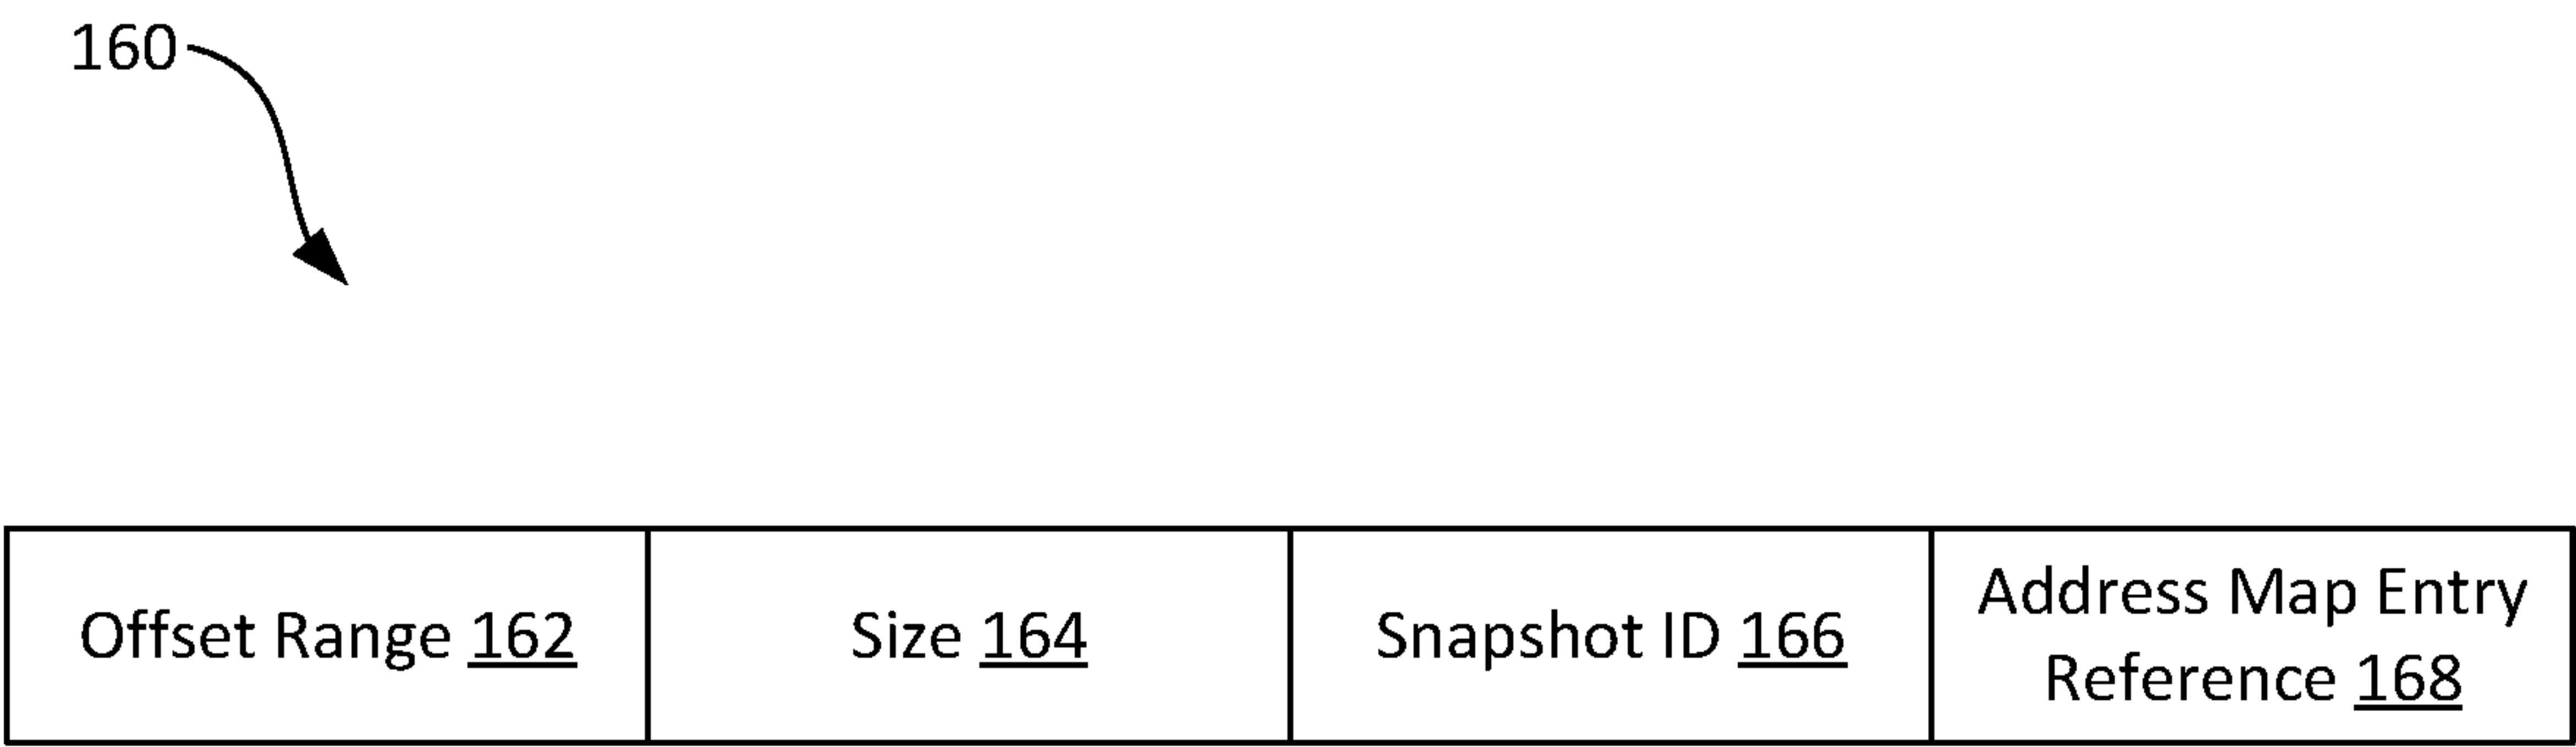 160
Offset Range 162
Size 164
Snapshot ID 166
Address Map Entry
Reference 168